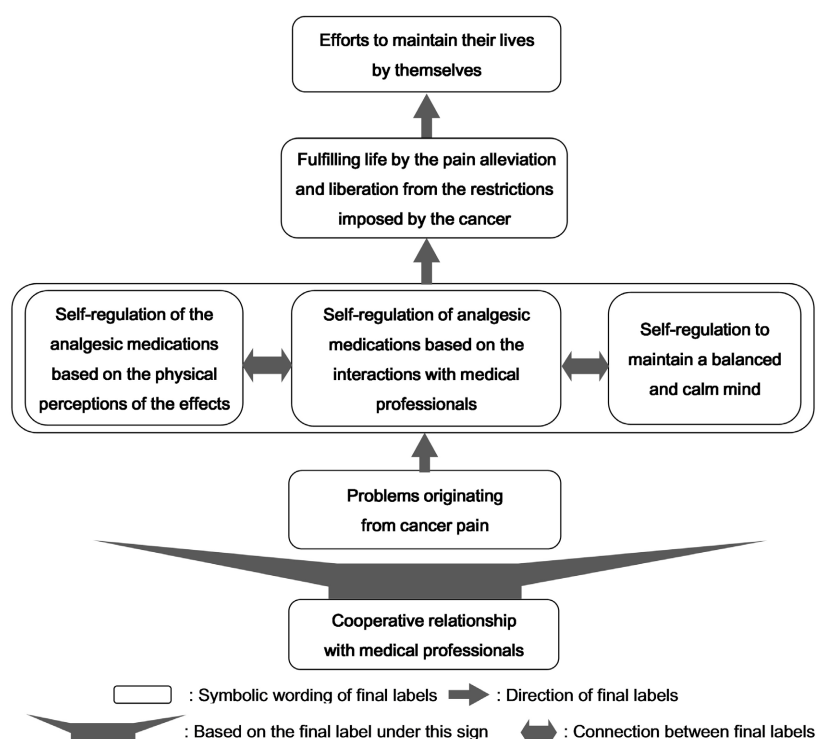 Efforts to maintain their lives
by themselves
Fulfilling life by the pain alleviation
and liberation from the restrictions
imposed by the cancer
Self-regulation of the
analgesic medications
based on the physical
perceptions of the effects
Self-regulation of analgesic
medications based on the
interactions with medical
professionals
Self-regulation to
maintain a balanced
and calm mind
Problems originating
from cancer pain
Cooperative relationship
with medical professionals
: Symbolic wording of final labels
: Direction of final labels
: Based on the final label under this sign
: Connection between final labels